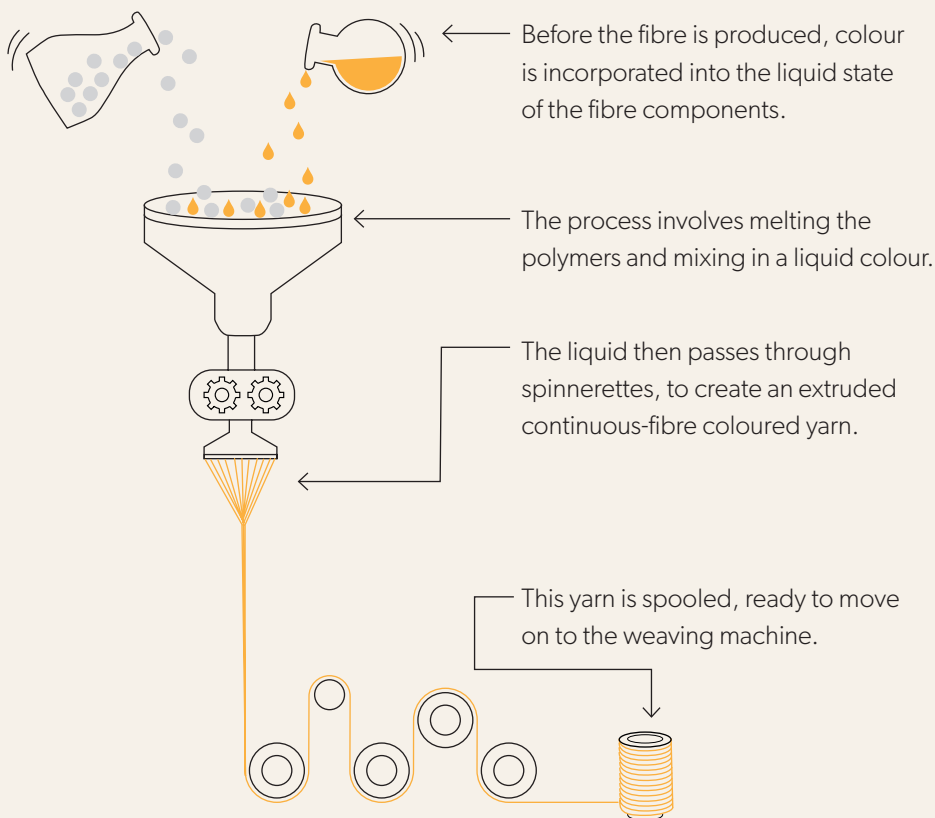 Before the fibre is produced, colour
is incorporated into the liquid state
of the fibre components.
The process involves melting the
polymers and mixing in a liquid colour.
The liquid then passes through
spinnerettes, to create an extruded
continuous-fibre coloured yarn.
This yarn is spooled, ready to move
on to the weaving machine.